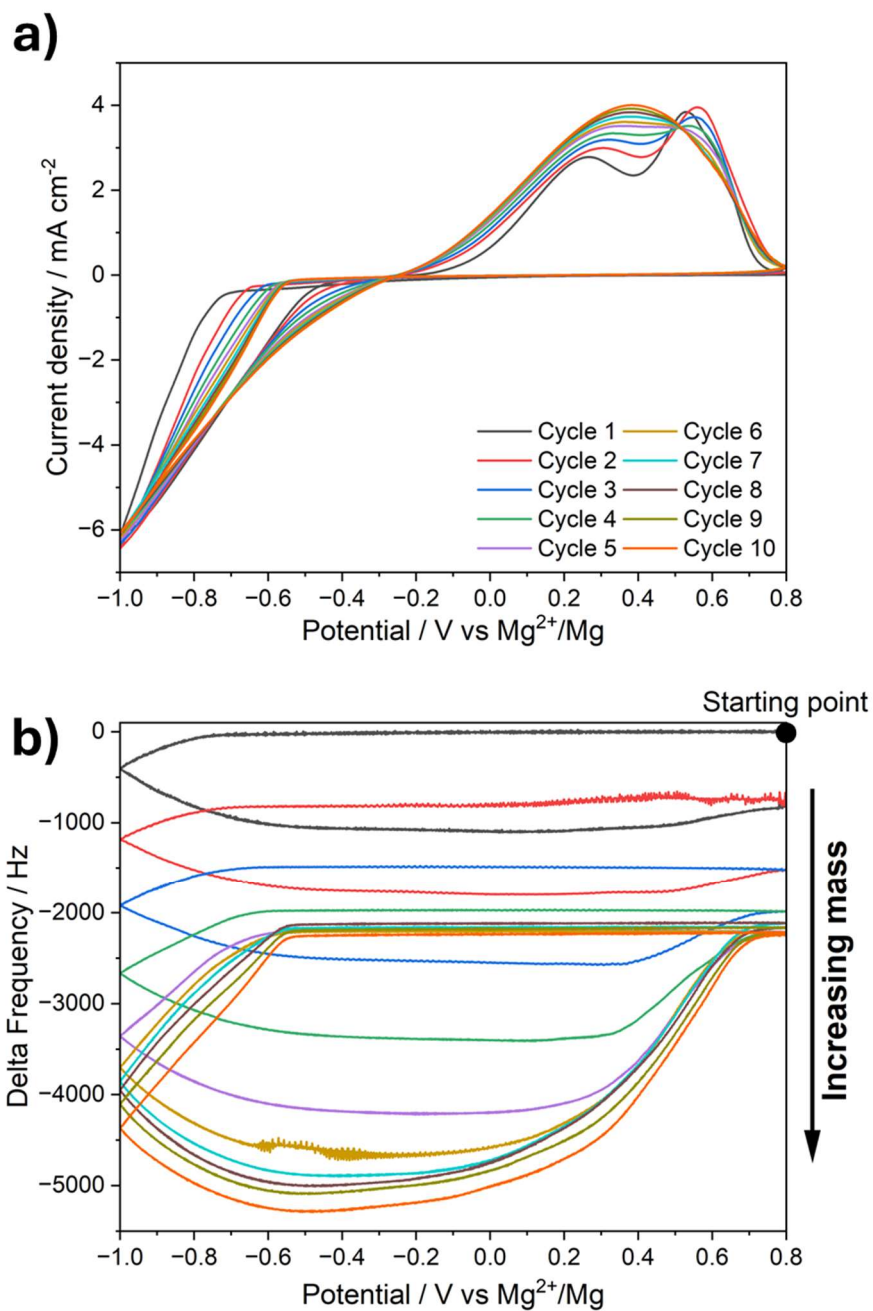 a)
4
2
0
−2
−4
−6
Current density / mA cm⁻²
Cycle 1 Cycle 6
Cycle 2 Cycle 7
Cycle 3 Cycle 8
Cycle 4 Cycle 9
Cycle 5 Cycle 10
−1.0 −0.8 −0.6 −0.4 −0.2 0.0 0.2 0.4 0.6 0.8
Potential / V vs Mg²⁺/Mg
Starting point
b)
0
−1000
−2000
−3000
−4000
−5000
Delta Frequency / Hz
Increasing mass
−1.0 −0.8 −0.6 −0.4 −0.2 0.0 0.2 0.4 0.6 0.8
Potential / V vs Mg²⁺/Mg